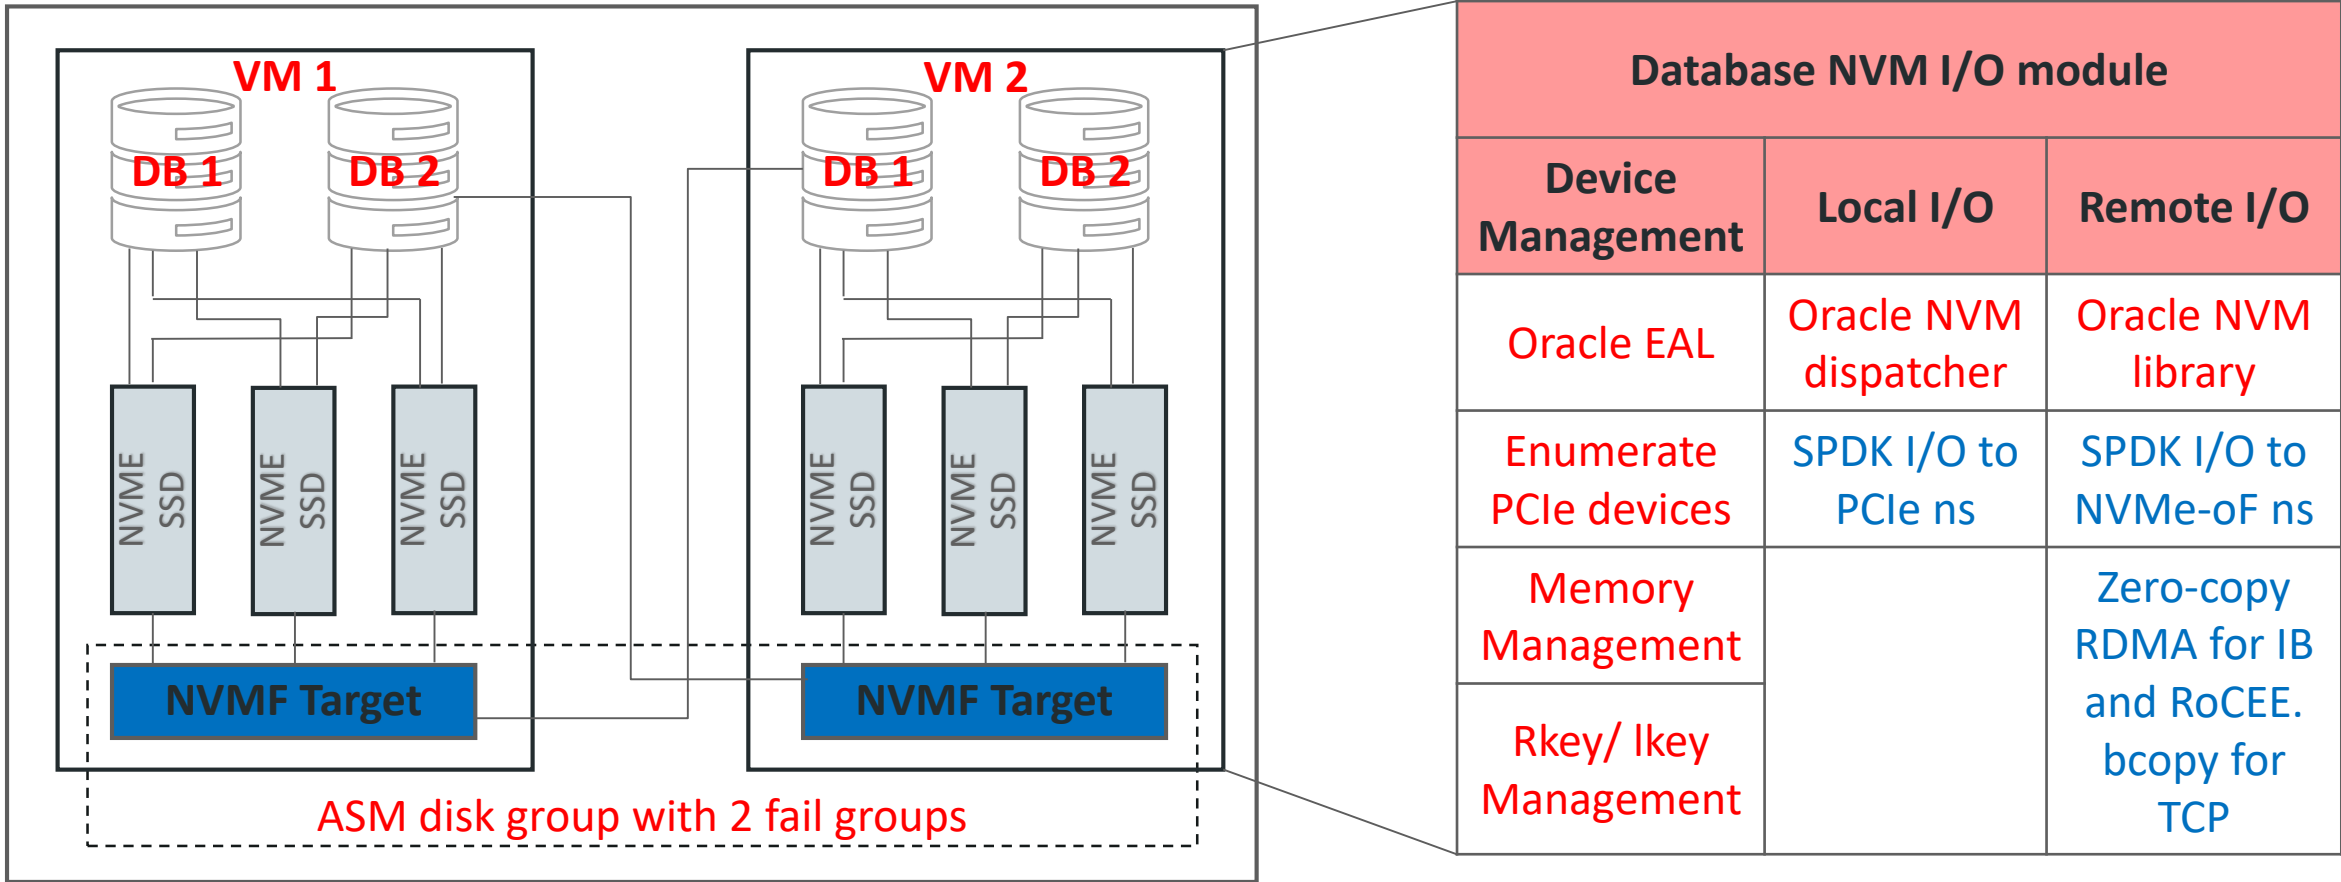 VM 1
DB 1
DB 2
NVME
SSD
NVME
SSD
NVME
SSD
NVMF Target
VM 2
DB 1
DB 2
NVME
SSD
NVME
SSD
NVME
SSD
NVMF Target
ASM disk group with 2 fail groups
Database NVM I/O module
Device
Management
Local I/O
Remote I/O
Oracle EAL
Oracle NVM
dispatcher
Oracle NVM
library
Enumerate
PCIe devices
SPDK I/O to
PCIe ns
SPDK I/O to
NVMe-oF ns
Memory
Management
Rkey/ lkey
Management
Zero-copy
RDMA for IB
and RoCEE.
bcopy for
TCP